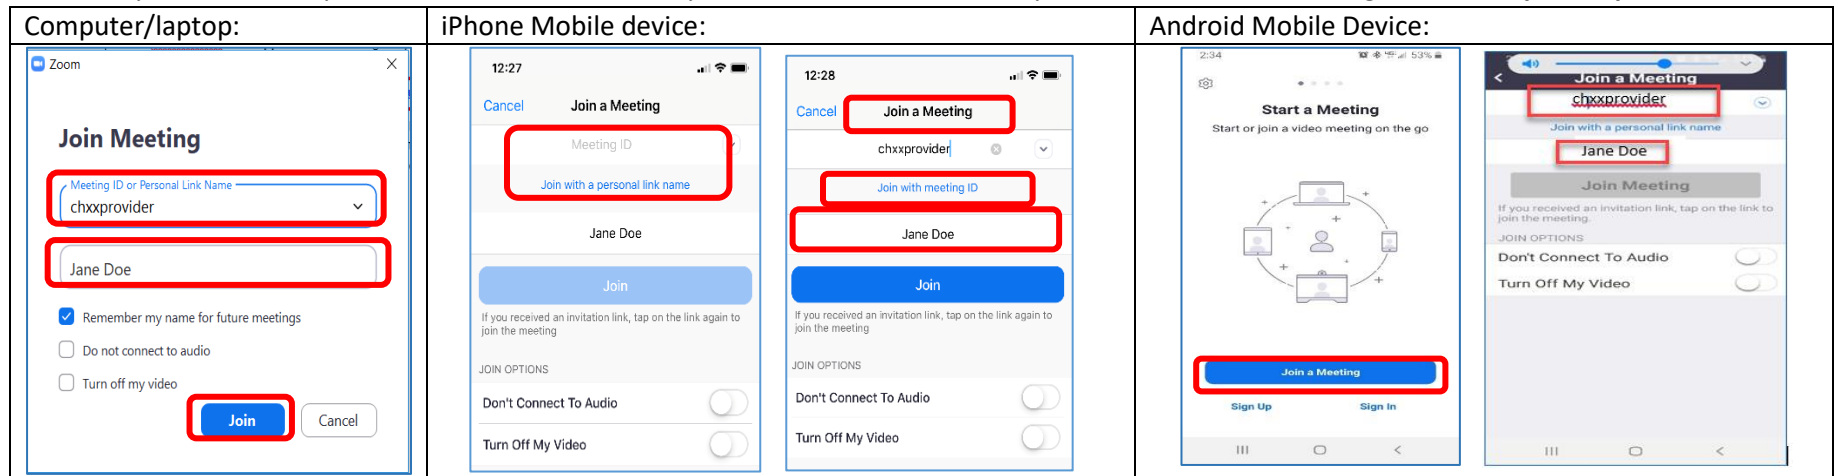 Computer/laptop:
Zoom
Join Meeting
Meeting ID or Personal Link Name
chxxprovider
Jane Doe
Remember my name for future meetings
Do not connect to audio
Turn off my video
Join
Cancel
iPhone Mobile device:
12:27
Cancel
Join a Meeting
Meeting ID
Join with a personal link name
Jane Doe
Join
If you received an invitation link, tap on the link again to
join the meeting
JOIN OPTIONS
Don't Connect To Audio
Turn Off My Video
12:28
Cancel
Join a Meeting
chxxprovider
Join with meeting ID
Jane Doe
Join
If you received an invitation link, tap on the link again to
join the meeting
JOIN OPTIONS
Don't Connect To Audio
Turn Off My Video
Android Mobile Device:
2:34
53%
Start a Meeting
Start or join a video meeting on the go
Join a Meeting
Sign Up
Sign In
Join a Meeting
chxxprovider
Join with a personal link name
Jane Doe
Join Meeting
If you received an invitation link, tap on the link to
join the meeting.
JOIN OPTIONS
Don't Connect To Audio
Turn Off My Video